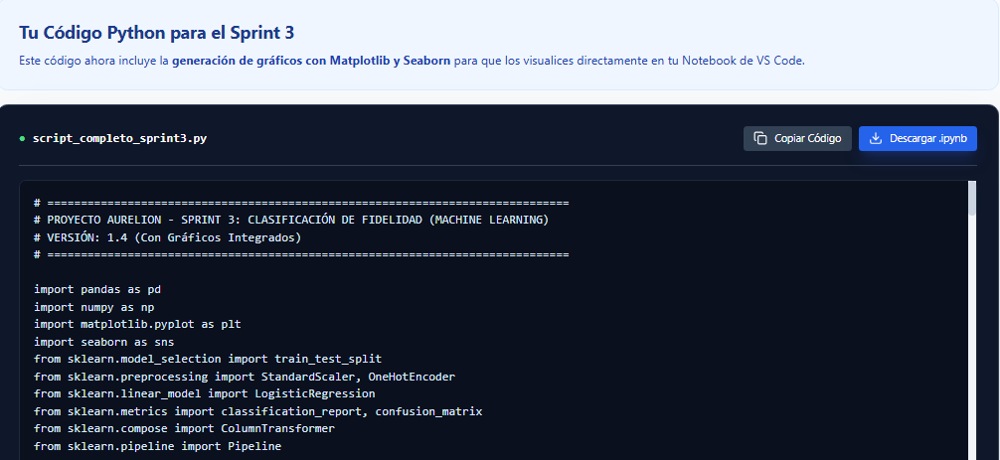 Tu Código Python para el Sprint 3
Este código ahora incluye la generación de gráficos con Matplotlib y Seaborn para que los visualices directamente en tu Notebook de VS Code.
script_completo_sprint3.py
Copiar Código
Descargar .ipynb
# ==============================================================================
# PROYECTO AURELION - SPRINT 3: CLASIFICACIÓN DE FIDELIDAD (MACHINE LEARNING)
# VERSIÓN: 1.4 (Con Gráficos Integrados)
# ==============================================================================
import pandas as pd
import numpy as np
import matplotlib.pyplot as plt
import seaborn as sns
from sklearn.model_selection import train_test_split
from sklearn.preprocessing import StandardScaler, OneHotEncoder
from sklearn.linear_model import LogisticRegression
from sklearn.metrics import classification_report, confusion_matrix
from sklearn.compose import ColumnTransformer
from sklearn.pipeline import Pipeline